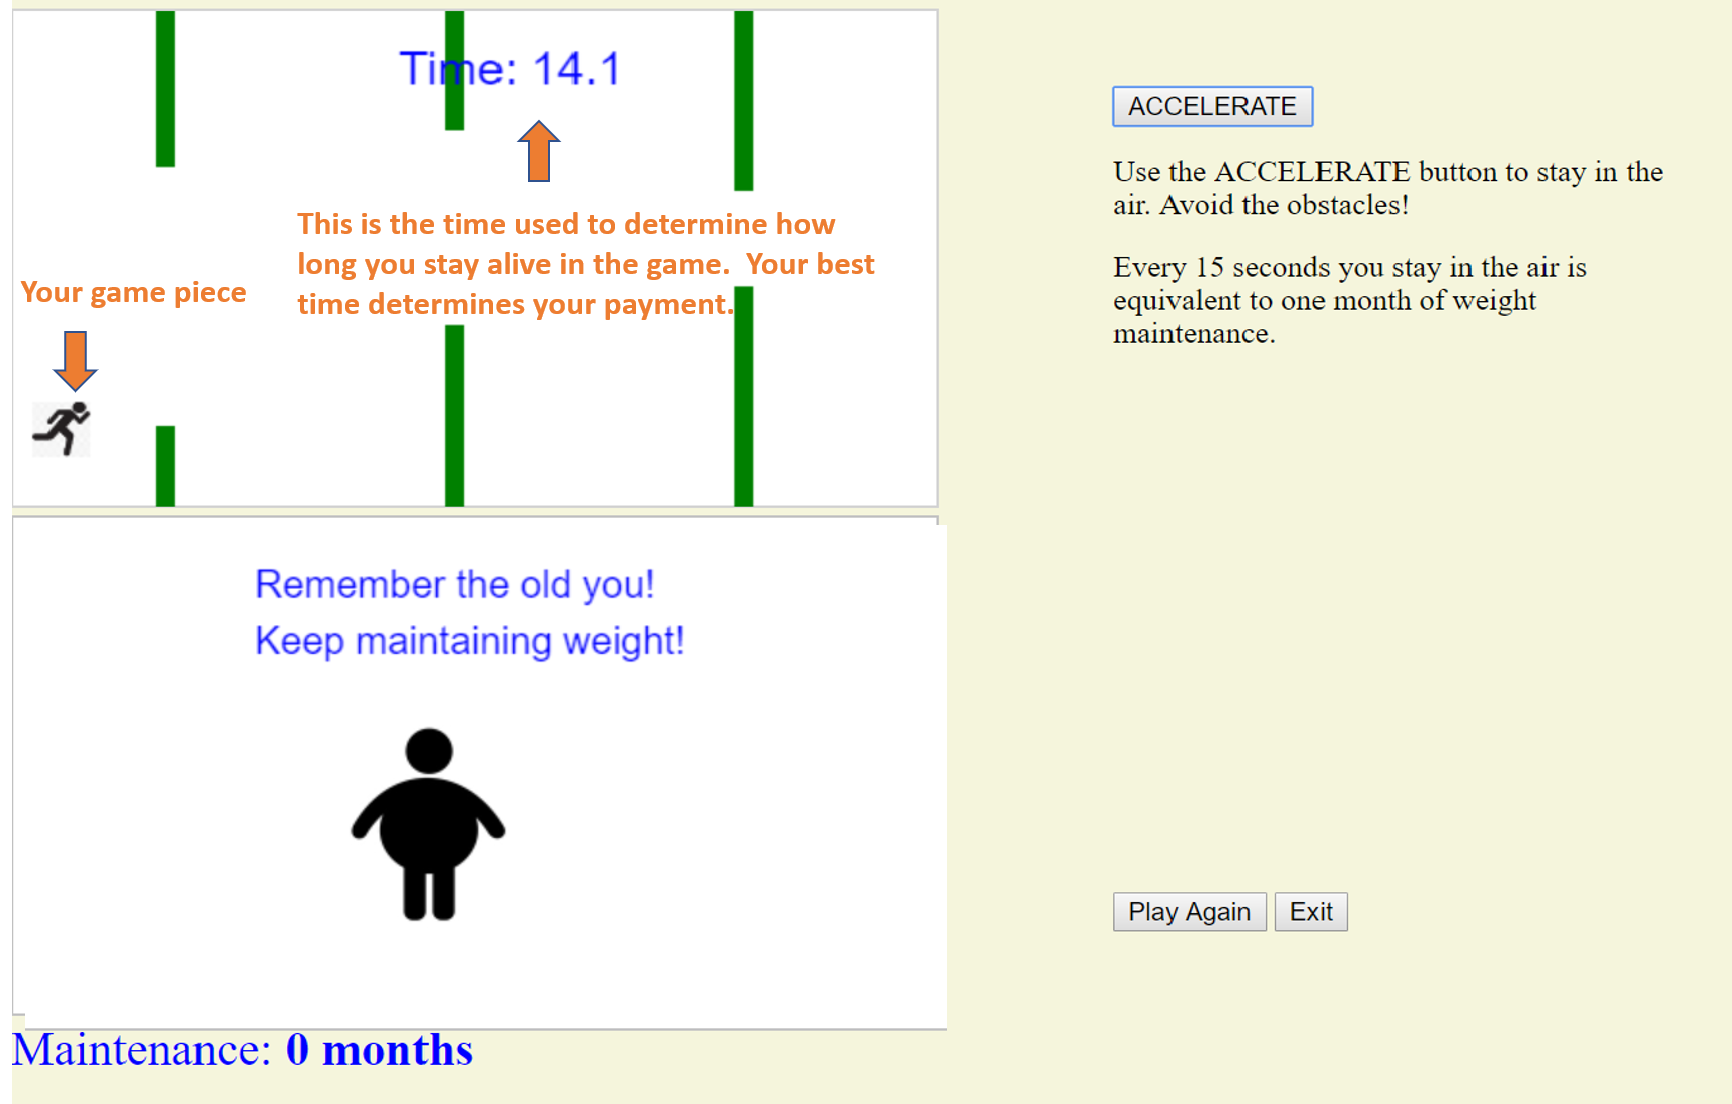 Time: 14.1
This is the time used to determine how
long you stay alive in the game. Your best
time determines your payment.
Your game piece
ACCELERATE
Use the ACCELERATE button to stay in the
air. Avoid the obstacles!
Every 15 seconds you stay in the air is
equivalent to one month of weight
maintenance.
Remember the old you!
Keep maintaining weight!
Play Again
Exit
Maintenance: 0 months